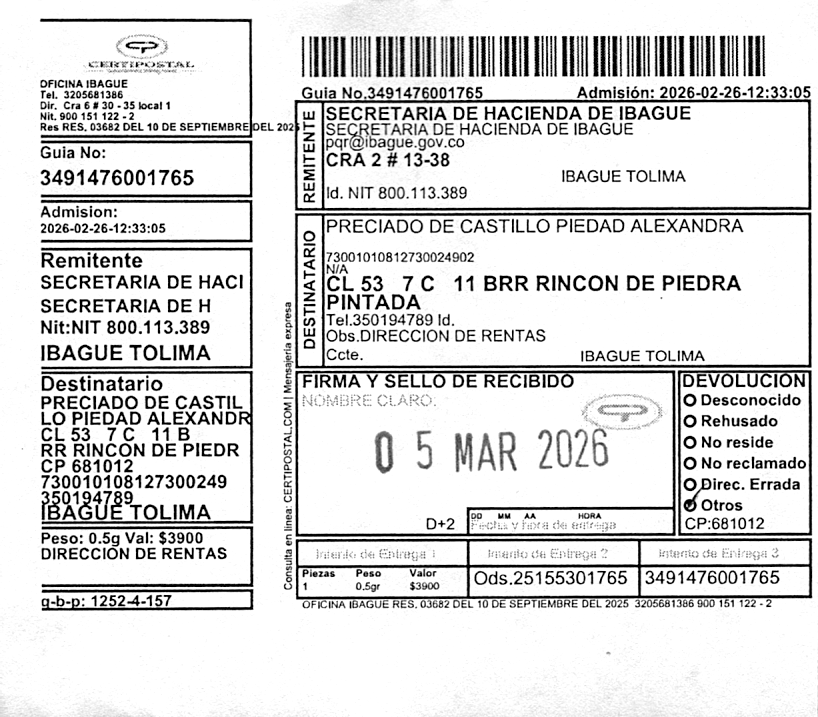 CERTIPOSTAL
OFICINA IBAGUE
Tel. 3205681386
Dir. Cra 6 # 30 - 35 local 1
Nit. 900 151 122 - 2
Res RES. 03682 DEL 10 DE SEPTIEMBRE DEL 2025
Guia No:
3491476001765
Admision:
2026-02-26-12:33:05
Remitente
SECRETARIA DE HACI
SECRETARIA DE H
Nit:NIT 800.113.389
IBAGUE TOLIMA
Destinatario
PRECIADO DE CASTIL
LO PIEDAD ALEXANDR
CL 53 7 C 11 B
RR RINCON DE PIEDR
CP 681012
730010108127300249
350194789
IBAGUE TOLIMA
Peso: 0.5g Val: $3900
DIRECCION DE RENTAS
g-b-p: 1252-4-157
Consulta en linea: CERTIPOSTAL.COM | Mensajería expresa
Guia No.3491476001765 Admisión: 2026-02-26-12:33:05
REMITENTE
SECRETARIA DE HACIENDA DE IBAGUE
SECRETARIA DE HACIENDA DE IBAGUE
pqr@ibague.gov.co
CRA 2 # 13-38
IBAGUE TOLIMA
Id. NIT 800.113.389
DESTINATARIO
PRECIADO DE CASTILLO PIEDAD ALEXANDRA
73001010812730024902
N/A
CL 53 7 C 11 BRR RINCON DE PIEDRA
PINTADA
Tel.350194789 Id.
Obs.DIRECCION DE RENTAS
Ccte. IBAGUE TOLIMA
FIRMA Y SELLO DE RECIBIDO
NOMBRE CLARO:
05 MAR 2026
D+2
DD MM AA HORA
Fecha y hora de entrega
DEVOLUCION
Desconocido
Rehusado
No reside
No reclamado
Direc. Errada
Otros
CP:681012
Intento de Entrega 1 Intento de Entrega 2 Intento de Entrega 3
Piezas Peso Valor
1 0.5gr $3900
Ods.25155301765 3491476001765
OFICINA IBAGUE RES. 03682 DEL 10 DE SEPTIEMBRE DEL 2025 3205681386 900 151 122 - 2